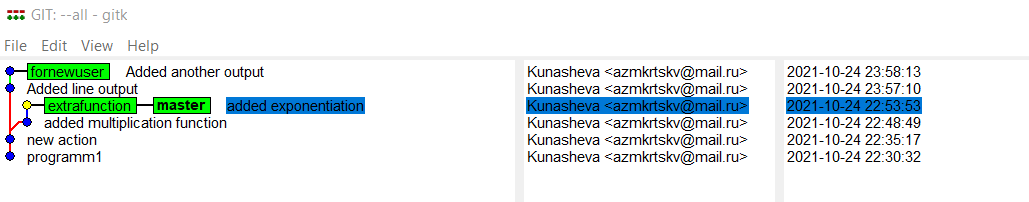 GIT: --all - gitk
File Edit View Help
fornewuser Added another output Kunasheva <azmkrtskv@mail.ru> 2021-10-24 23:58:13
Added line output Kunasheva <azmkrtskv@mail.ru> 2021-10-24 23:57:10
extrafunction master added exponentiation Kunasheva <azmkrtskv@mail.ru> 2021-10-24 22:53:53
added multiplication function Kunasheva <azmkrtskv@mail.ru> 2021-10-24 22:48:49
new action Kunasheva <azmkrtskv@mail.ru> 2021-10-24 22:35:17
programm1 Kunasheva <azmkrtskv@mail.ru> 2021-10-24 22:30:32